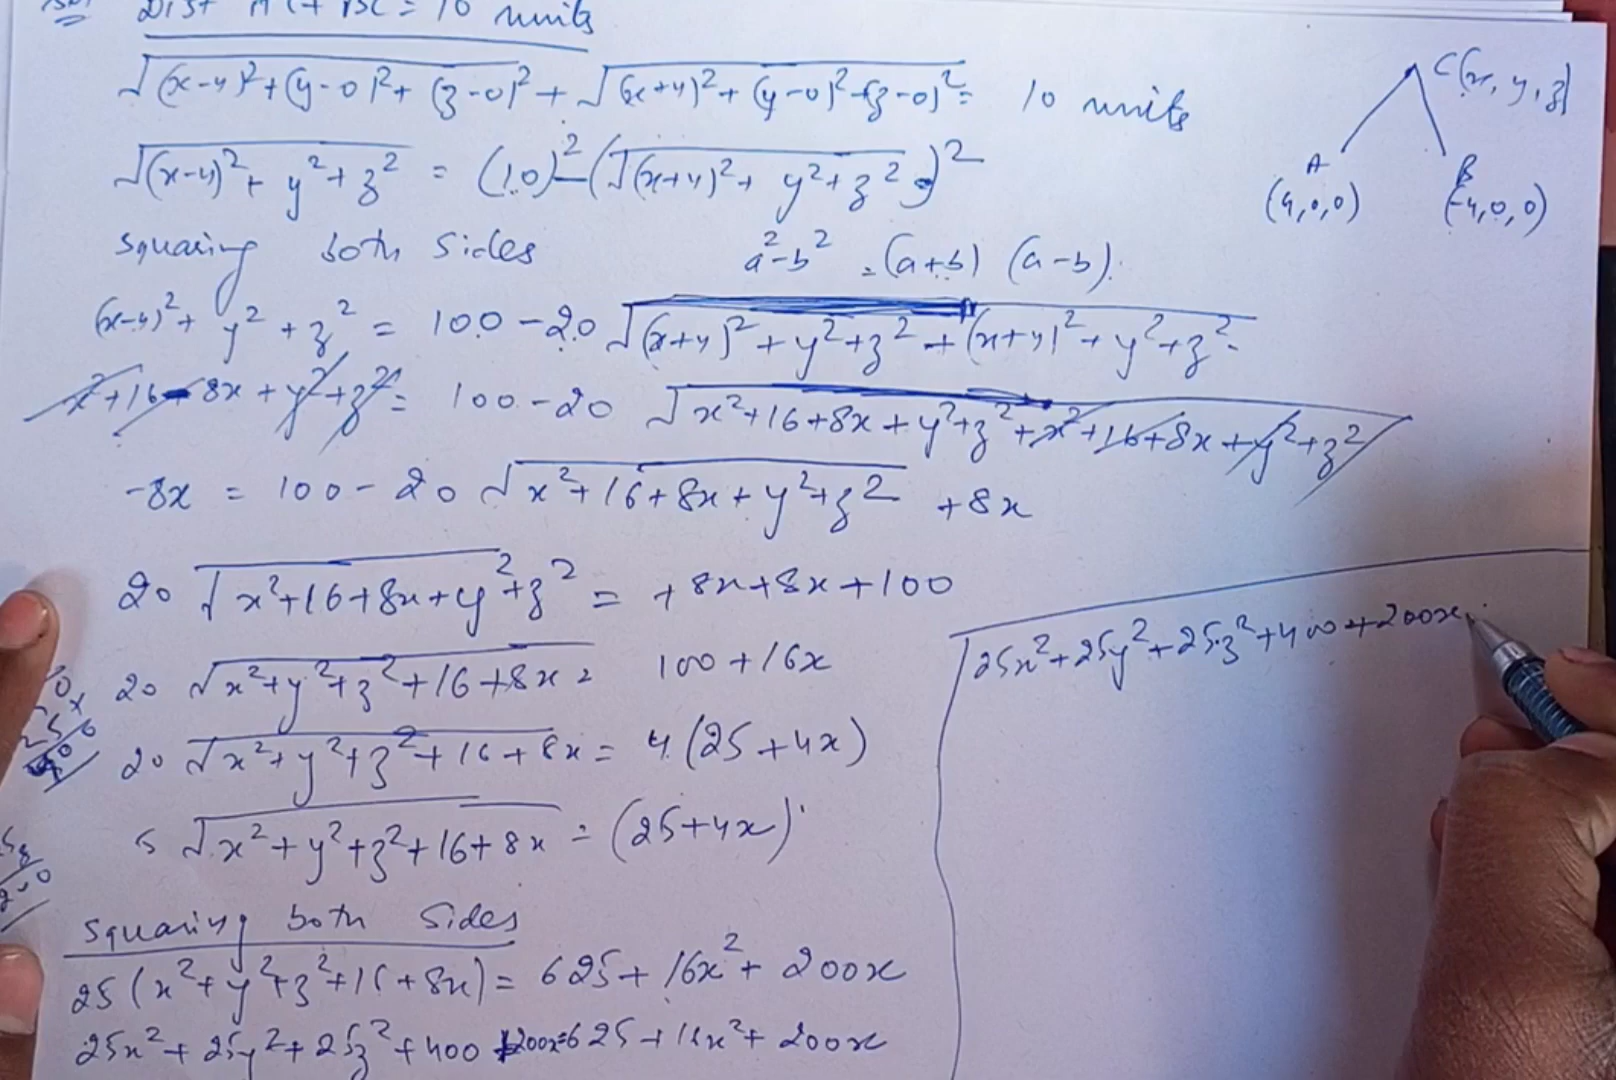 Dist AC + BC = 10 units
√(x-4)²+(y-0)²+(z-0)² + √(x+4)²+(y-0)²+(z-0)² = 10 units
C(x, y, z)
A
(4,0,0)
B
(-4,0,0)
√(x-4)²+ y²+z² = (10)²-(√(x+4)²+ y²+z²)²
squaring both sides
a²-b² = (a+b) (a-b).
(x-4)²+ y²+z² = 100-20 √(x+4)²+y²+z² + (x+4)²+y²+z²
x²+16-8x+y²+z² = 100-20 √x²+16+8x+y²+z²+x²+16+8x+y²+z²
-8x = 100-20 √x²+16+8x+y²+z² +8x
20 √x²+16+8x+y²+z² = +8x+8x+100
20 √x²+y²+z²+16+8x = 100+16x
20 √x²+y²+z²+16+8x = 4(25+4x)
5 √x²+y²+z²+16+8x = (25+4x)
squaring both sides
25(x²+y²+z²+16+8x) = 625+16x²+200x
25x²+25y²+25z²+400+200x=625+16x²+200x
25x²+25y²+25z²+400+200x